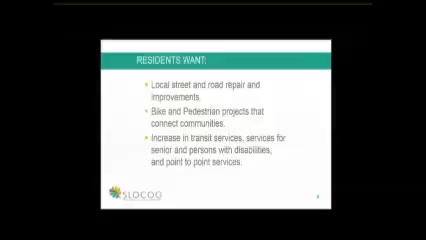 RESIDENTS WANT:
• Local street and road repair and
improvements.
• Bike and Pedestrian projects that
connect communities.
• Increase in transit services, services for
senior and persons with disabilities,
and point to point services.
SLOCOG